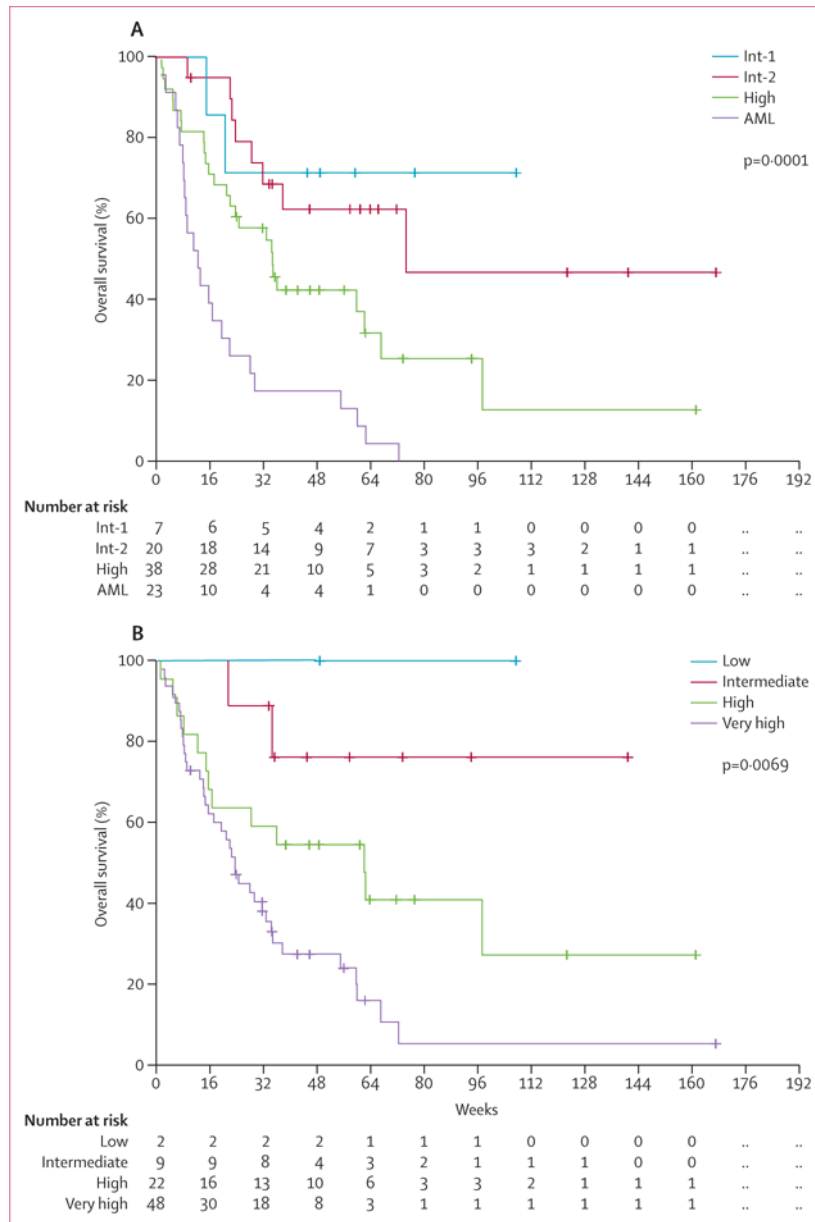 A
Int-1
Int-2
High
AML
p=0·0001
Overall survival (%)
100
80
60
40
20
0
0 16 32 48 64 80 96 112 128 144 160 176 192
Number at risk
Int-1 7 6 5 4 2 1 1 0 0 0 0 .. ..
Int-2 20 18 14 9 7 3 3 3 2 1 1 .. ..
High 38 28 21 10 5 3 2 1 1 1 1 .. ..
AML 23 10 4 4 1 0 0 0 0 0 0 .. ..
B
Low
Intermediate
High
Very high
p=0·0069
Overall survival (%)
100
80
60
40
20
0
0 16 32 48 64 80 96 112 128 144 160 176 192
Weeks
Number at risk
Low 2 2 2 2 1 1 1 0 0 0 0 .. ..
Intermediate 9 9 8 4 3 2 1 1 1 0 0 .. ..
High 22 16 13 10 6 3 3 2 1 1 1 .. ..
Very high 48 30 18 8 3 1 1 1 1 1 1 .. ..